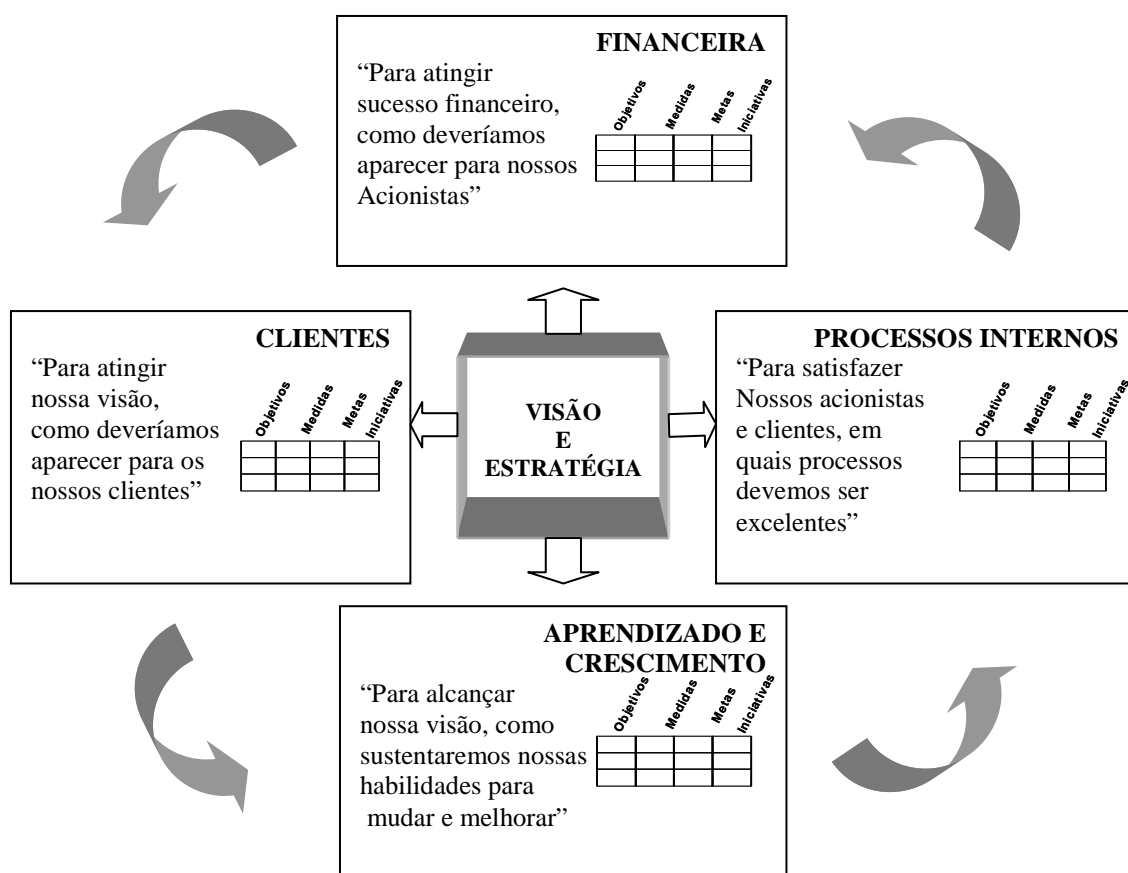 FINANCEIRA
“Para atingir
sucesso financeiro,
como deveríamos
aparecer para nossos
Acionistas”
Objetivos
Medidas
Metas
Iniciativas
CLIENTES
“Para atingir
nossa visão,
como deveríamos
aparecer para os
nossos clientes”
Objetivos
Medidas
Metas
Iniciativas
VISÃO
E
ESTRATÉGIA
PROCESSOS INTERNOS
“Para satisfazer
Nossos acionistas
e clientes, em
quais processos
devemos ser
excelentes”
Objetivos
Medidas
Metas
Iniciativas
APRENDIZADO E
CRESCIMENTO
“Para alcançar
nossa visão, como
sustentaremos nossas
habilidades para
mudar e melhorar”
Objetivos
Medidas
Metas
Iniciativas